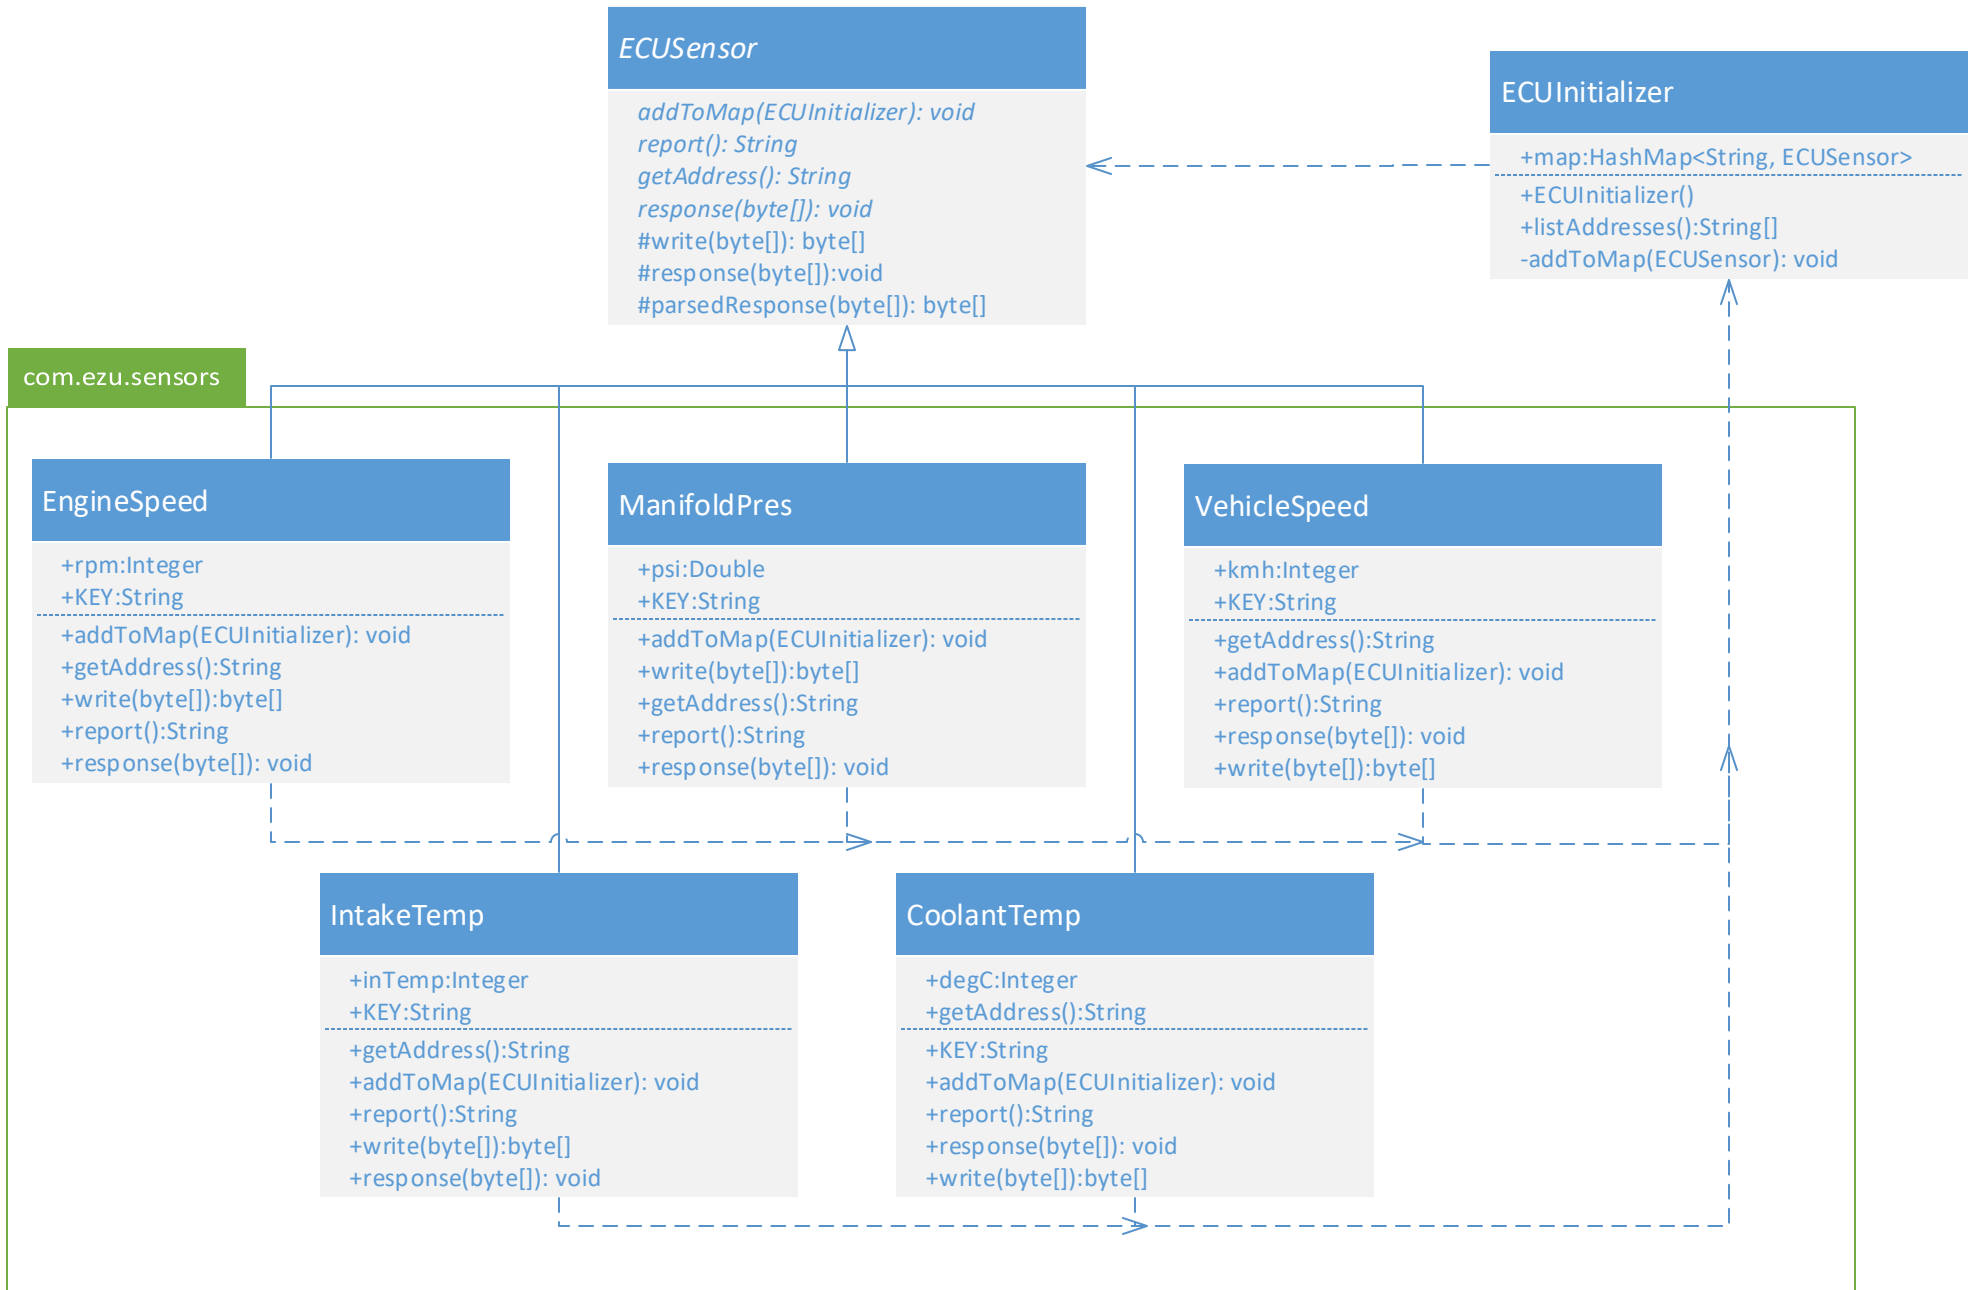 ECUSensor
addToMap(ECUInitializer): void
report(): String
getAddress(): String
response(byte[]): void
#write(byte[]): byte[]
#response(byte[]):void
#parsedResponse(byte[]): byte[]
ECUInitializer
+map:HashMap<String, ECUSensor>
+ECUInitializer()
+listAddresses():String[]
-addToMap(ECUSensor): void
com.ezu.sensors
EngineSpeed
+rpm:Integer
+KEY:String
+addToMap(ECUInitializer): void
+getAddress():String
+write(byte[]):byte[]
+report():String
+response(byte[]): void
ManifoldPres
+psi:Double
+KEY:String
+addToMap(ECUInitializer): void
+write(byte[]):byte[]
+getAddress():String
+report():String
+response(byte[]): void
VehicleSpeed
+kmh:Integer
+KEY:String
+getAddress():String
+addToMap(ECUInitializer): void
+report():String
+response(byte[]): void
+write(byte[]):byte[]
IntakeTemp
+inTemp:Integer
+KEY:String
+getAddress():String
+addToMap(ECUInitializer): void
+report():String
+write(byte[]):byte[]
+response(byte[]): void
CoolantTemp
+degC:Integer
+getAddress():String
+KEY:String
+addToMap(ECUInitializer): void
+report():String
+response(byte[]): void
+write(byte[]):byte[]